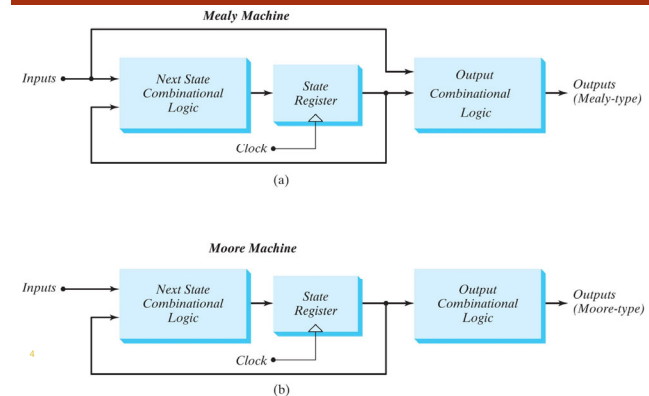 Mealy Machine
Inputs
Next State
Combinational
Logic
State
Register
Output
Combinational
Logic
Outputs
(Mealy-type)
Clock
(a)
Moore Machine
Inputs
Next State
Combinational
Logic
State
Register
Output
Combinational
Logic
Outputs
(Moore-type)
Clock
4
(b)